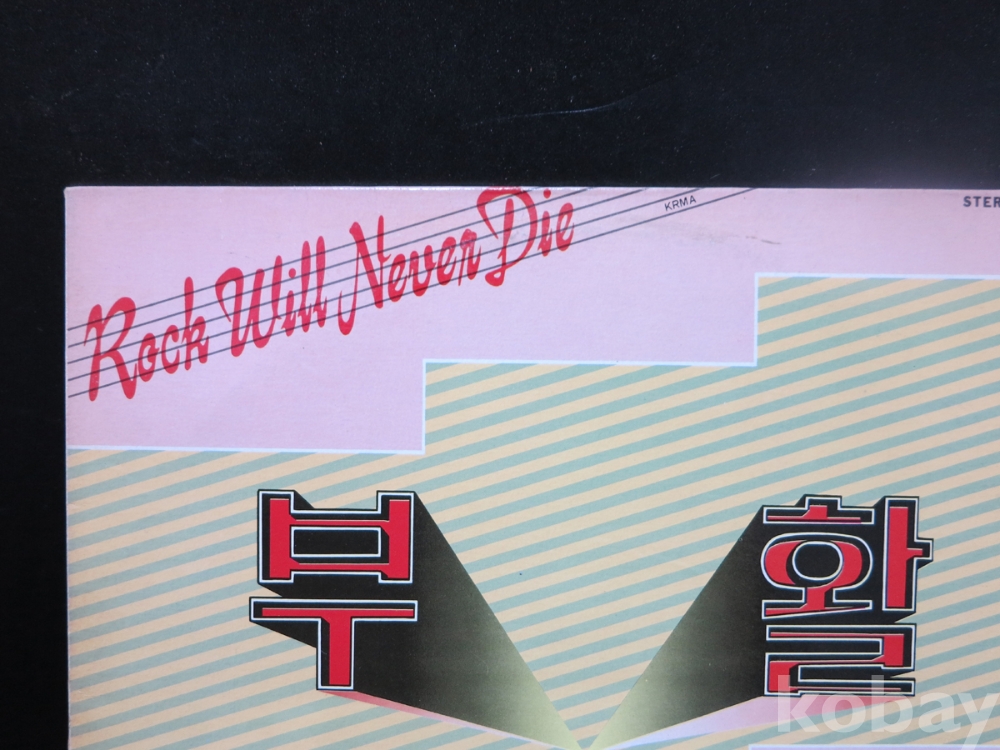 Rock Will Never Die
KRMA
STER
부활
kobay